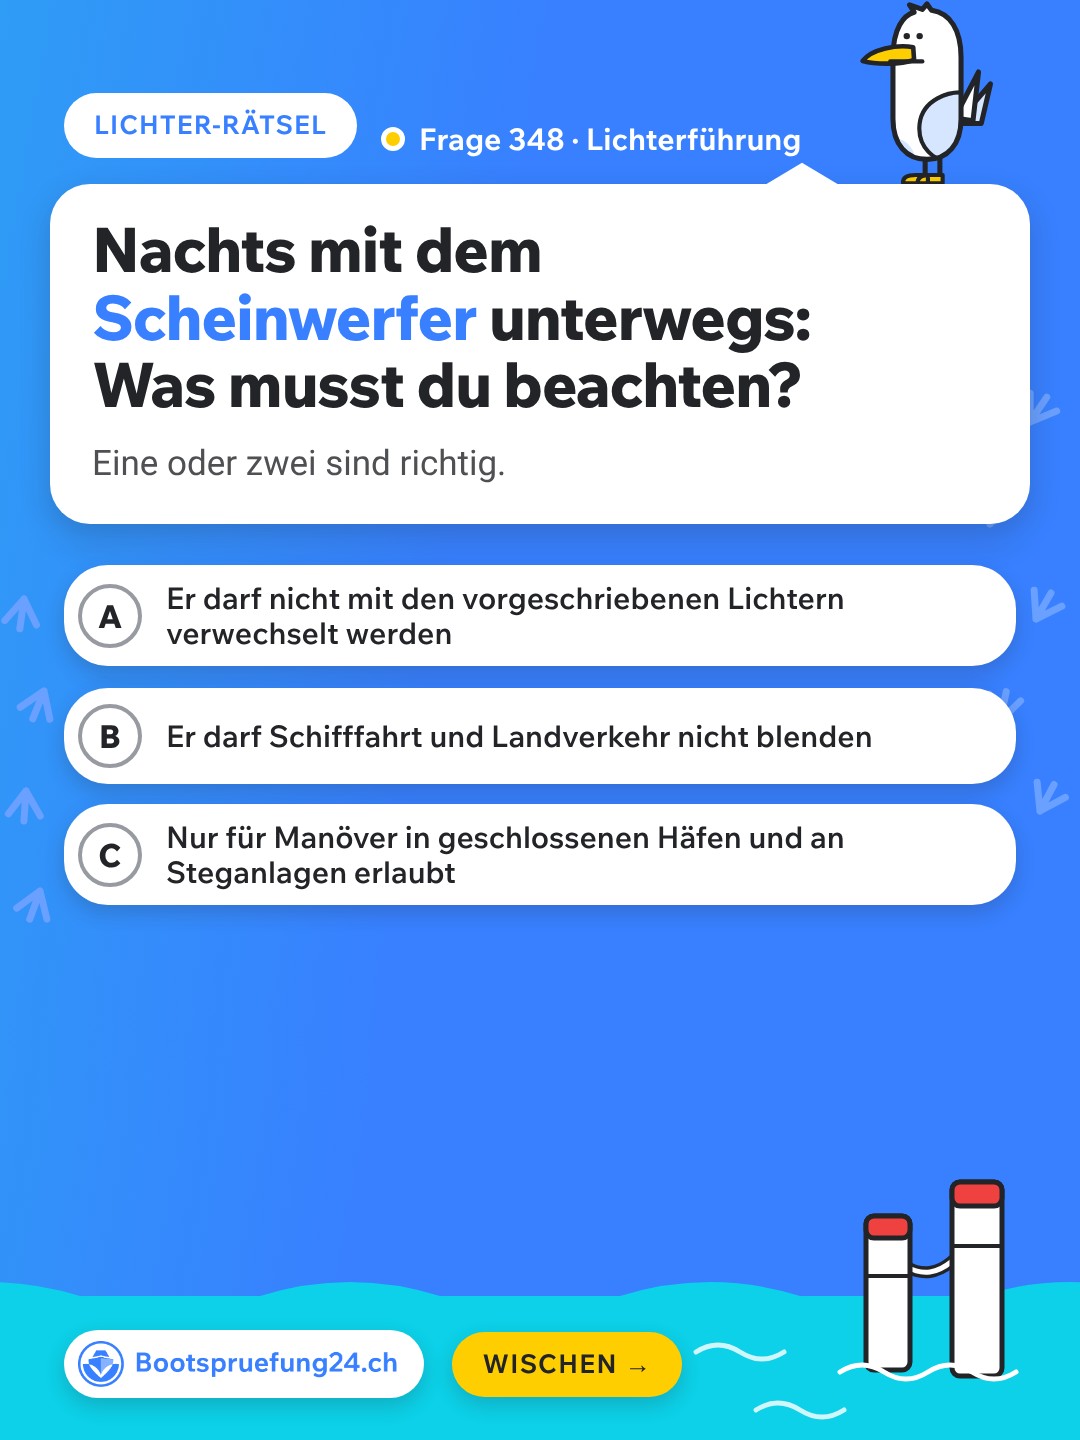 LICHTER-RÄTSEL
Frage 348 · Lichterführung
Nachts mit dem
Scheinwerfer unterwegs:
Was musst du beachten?
Eine oder zwei sind richtig.
A
Er darf nicht mit den vorgeschriebenen Lichtern
verwechselt werden
B
Er darf Schifffahrt und Landverkehr nicht blenden
C
Nur für Manöver in geschlossenen Häfen und an
Steganlagen erlaubt
Bootspruefung24.ch
WISCHEN →